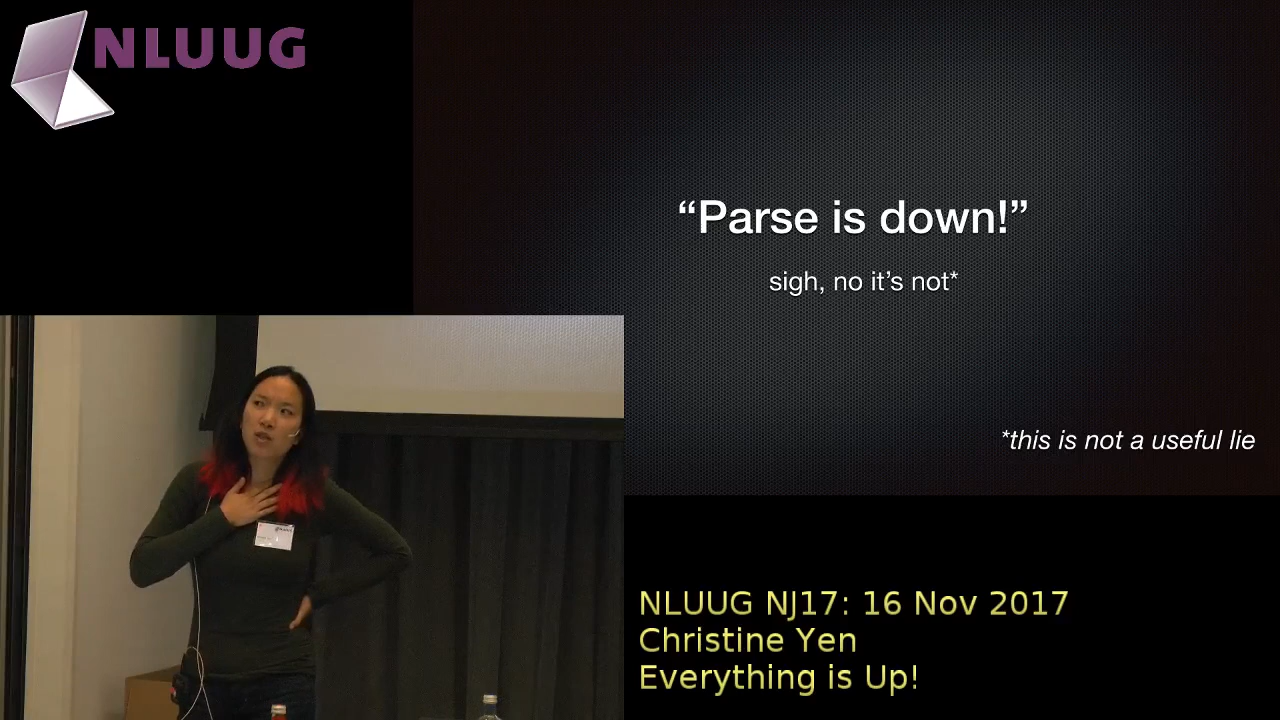 NLUUG
“Parse is down!”
sigh, no it’s not*
*this is not a useful lie
NLUUG NJ17: 16 Nov 2017
Christine Yen
Everything is Up!